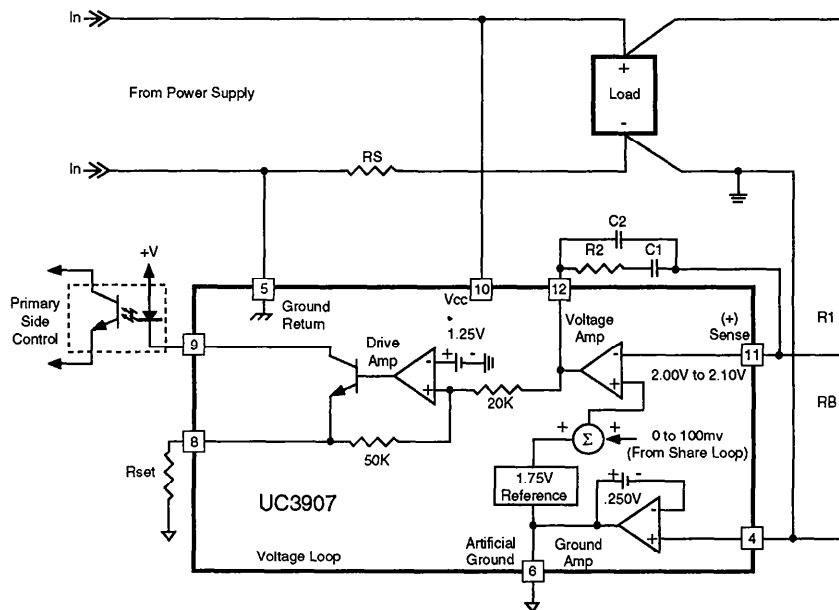 In
From Power Supply
+
Load
-
In
RS
C2
R2
C1
+V
5
10
12
Ground
Return
Vcc
Primary
Side
Control
Drive
Amp
1.25V
+
-
Voltage
Amp
(+)
Sense
R1
9
11
-
+
-
+
2.00V to 2.10V
20K
RB
+
+
Σ
0 to 100mv
(From Share Loop)
8
50K
Rset
1.75V
Reference
+
-
.250V
-
+
UC3907
4
Voltage Loop
Artificial
Ground
Ground
Amp
6